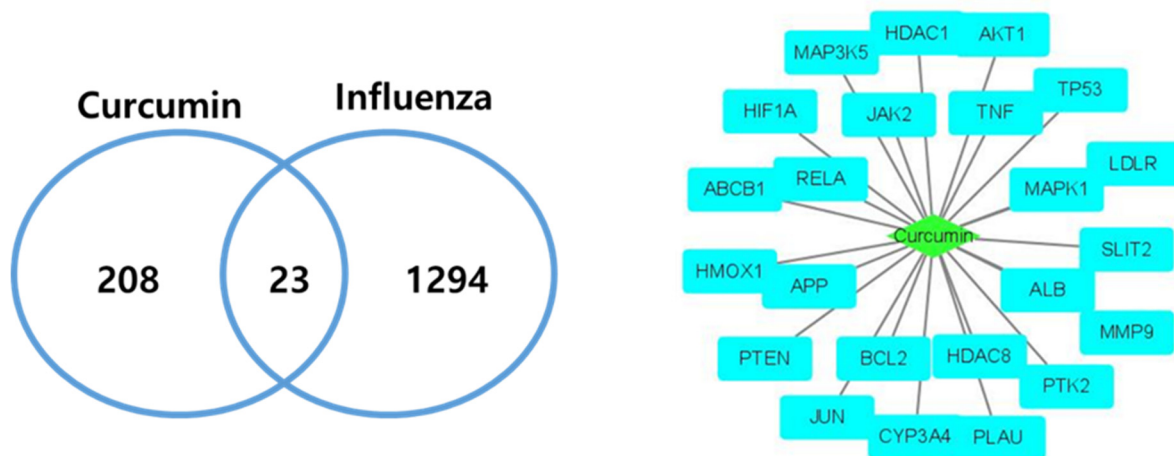 Curcumin
Influenza
208
23
1294
HDAC1
AKT1
MAP3K5
TP53
HIF1A
JAK2
TNF
LDLR
ABCB1
RELA
MAPK1
Curcumin
SLIT2
HMOX1
APP
ALB
MMP9
PTEN
BCL2
HDAC8
PTK2
JUN
CYP3A4
PLAU